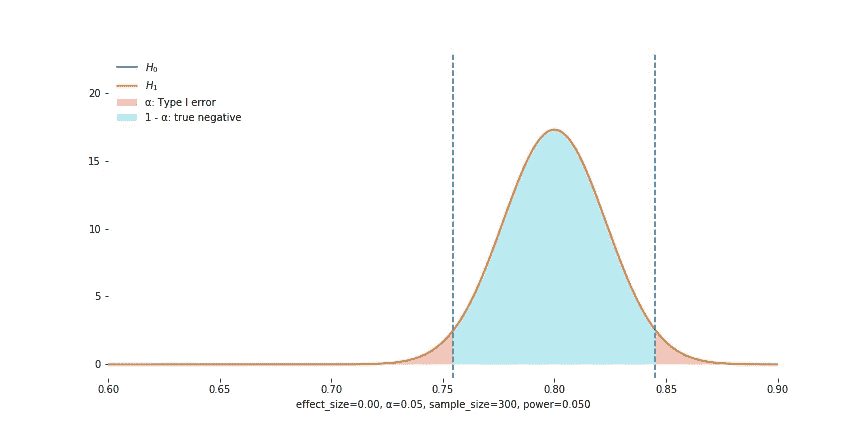 H₀
H₁
α: Type I error
1 - α: true negative
20
15
10
5
0
0.60 0.65 0.70 0.75 0.80 0.85 0.90
effect_size=0.00, α=0.05, sample_size=300, power=0.050